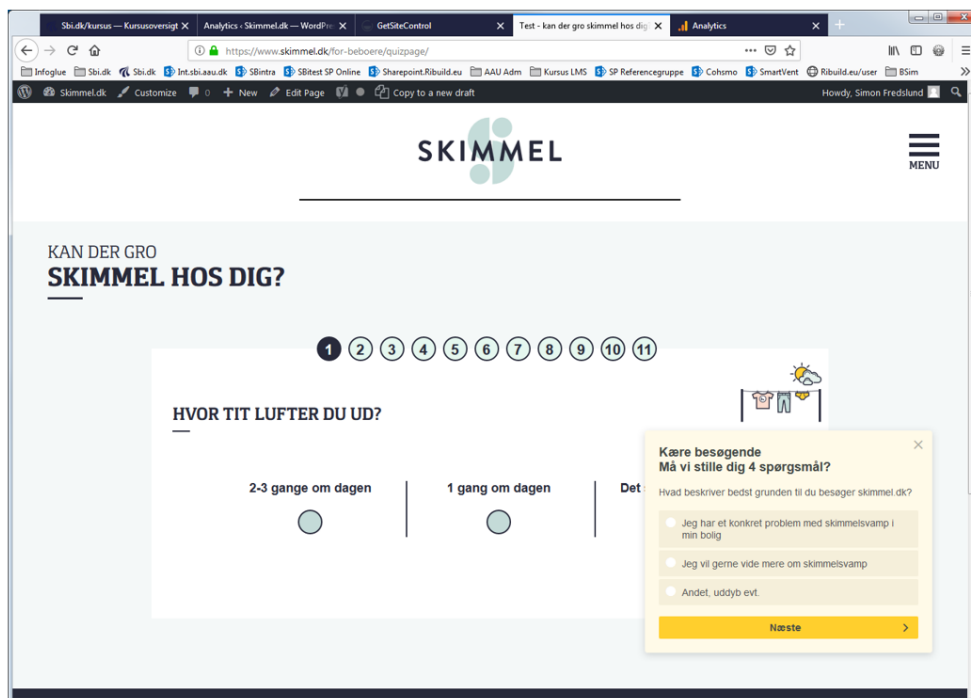 Sbi.dk/kursus — Kursusoversigt
Analytics ‹ Skimmel.dk — WordPre
GetSiteControl
Test - kan der gro skimmel hos dig
Analytics
https://www.skimmel.dk/for-beboere/quizpage/
Infoglue
Sbi.dk
Sbi.dk
Int.sbi.aau.dk
SBintra
SBitest SP Online
Sharepoint.Ribuild.eu
AAU Adm
Kursus LMS
SP Referencegruppe
Cohsmo
SmartVent
Ribuild.eu/user
BSim
Skimmel.dk
Customize
0
New
Edit Page
Copy to a new draft
Howdy, Simon Fredslund
SKIMMEL
MENU
KAN DER GRO
SKIMMEL HOS DIG?
1 2 3 4 5 6 7 8 9 10 11
HVOR TIT LUFTER DU UD?
2-3 gange om dagen
1 gang om dagen
Det
Kære besøgende
Må vi stille dig 4 spørgsmål?
Hvad beskriver bedst grunden til du besøger skimmel.dk?
Jeg har et konkret problem med skimmelsvamp i
min bolig
Jeg vil gerne vide mere om skimmelsvamp
Andet, uddyb evt.
Næste